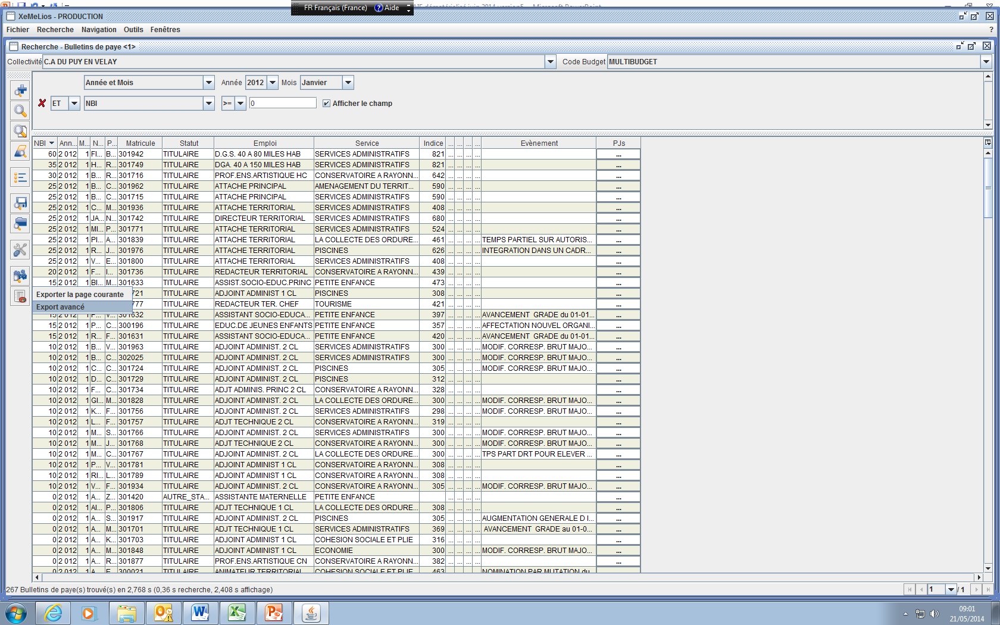 FR Français (France) Aide
XeMeLios - PRODUCTION
Fichier Recherche Navigation Outils Fenêtres ?
Recherche - Bulletins de paye <1>
Collectivité C.A DU PUY EN VELAY Code Budget MULTIBUDGET
Année et Mois Année 2012 Mois Janvier
ET NBI >= 0 Afficher le champ
NBI Ann... M... N... P... Matricule Statut Emploi Service Indice ... ... ... ... Evènement PJs
60 2 012 1 FI... B... 301942 TITULAIRE D.G.S. 40 A 80 MILES HAB SERVICES ADMINISTRATIFS 821 ...
35 2 012 1 H... R... 301749 TITULAIRE DGA. 40 A 150 MILES HAB SERVICES ADMINISTRATIFS 821 ... ... ... ... ...
30 2 012 1 B... R... 301716 TITULAIRE PROF.ENS.ARTISTIQUE HC CONSERVATOIRE A RAYONN... 642 ... ... ... ... ...
25 2 012 1 B... C... 301962 TITULAIRE ATTACHE PRINCIPAL AMENAGEMENT DU TERRIT... 590 ... ... ... ... ...
25 2 012 1 B... C... 301715 TITULAIRE ATTACHE PRINCIPAL SERVICES ADMINISTRATIFS 590 ... ... ... ... ...
25 2 012 1 C... M... 301936 TITULAIRE ATTACHE TERRITORIAL SERVICES ADMINISTRATIFS 408 ... ... ... ... ...
25 2 012 1 JA... N... 301742 TITULAIRE DIRECTEUR TERRITORIAL SERVICES ADMINISTRATIFS 680 ... ... ... ... ...
25 2 012 1 MI... P... 301771 TITULAIRE ATTACHE TERRITORIAL SERVICES ADMINISTRATIFS 524 ... ... ... ... ...
25 2 012 1 PI... A... 301839 TITULAIRE ATTACHE TERRITORIAL LA COLLECTE DES ORDURE... 461 ... ... ... ... TEMPS PARTIEL SUR AUTORIS... ...
25 2 012 1 R... J... 301976 TITULAIRE ATTACHE TERRITORIAL PISCINES 626 ... ... ... ... INTEGRATION DANS UN CADR... ...
25 2 012 1 V... E... 301800 TITULAIRE ATTACHE TERRITORIAL SERVICES ADMINISTRATIFS 408 ... ... ... ... ...
20 2 012 1 F... I... 301736 TITULAIRE REDACTEUR TERRITORIAL CONSERVATOIRE A RAYONN... 439 ... ... ... ... ...
15 2 012 1 BI... M... 301633 TITULAIRE ASSIST.SOCIO-EDUC.PRINC PETITE ENFANCE 473 ... ... ... ... ...
Exporter la page courante 721 TITULAIRE ADJOINT ADMINIST 1 CL PISCINES 308 ... ... ... ... ...
Export avancé 777 TITULAIRE REDACTEUR TER. CHEF TOURISME 421 ... ... ... ... ...
15 2 012 1 P... V... 301632 TITULAIRE ASSISTANT SOCIO-EDUCA... PETITE ENFANCE 397 ... ... ... ... AVANCEMENT GRADE du 01-01... ...
15 2 012 1 P... C... 300196 TITULAIRE EDUC.DE JEUNES ENFANTS PETITE ENFANCE 357 ... ... ... ... AFFECTATION NOUVEL ORGANI... ...
15 2 012 1 R... F... 301631 TITULAIRE ASSISTANT SOCIO-EDUCA... PETITE ENFANCE 420 ... ... ... ... AVANCEMENT GRADE du 01-01... ...
10 2 012 1 B... V... 301963 TITULAIRE ADJOINT ADMINIST. 2 CL SERVICES ADMINISTRATIFS 300 ... ... ... ... MODIF. CORRESP. BRUT MAJO... ...
10 2 012 1 B... C... 302025 TITULAIRE ADJOINT ADMINIST. 2 CL SERVICES ADMINISTRATIFS 300 ... ... ... ... MODIF. CORRESP. BRUT MAJO... ...
10 2 012 1 C... C... 301724 TITULAIRE ADJOINT ADMINIST. 2 CL PISCINES 305 ... ... ... ... MODIF. CORRESP. BRUT MAJO... ...
10 2 012 1 D... C... 301729 TITULAIRE ADJOINT ADMINIST. 2 CL PISCINES 312 ... ... ... ... ...
10 2 012 1 F... C... 301734 TITULAIRE ADJT ADMINIS. PRINC 2 CL CONSERVATOIRE A RAYONN... 328 ... ... ... ... ...
10 2 012 1 GI... M... 301828 TITULAIRE ADJOINT ADMINIST. 2 CL LA COLLECTE DES ORDURE... 300 ... ... ... ... MODIF. CORRESP. BRUT MAJO... ...
10 2 012 1 K... F... 301756 TITULAIRE ADJOINT ADMINIST. 2 CL SERVICES ADMINISTRATIFS 298 ... ... ... ... MODIF. CORRESP. BRUT MAJO... ...
10 2 012 1 L... F... 301757 TITULAIRE ADJT TECHNIQUE 2 CL CONSERVATOIRE A RAYONN... 319 ... ... ... ... ...
10 2 012 1 M... S... 301766 TITULAIRE ADJOINT ADMINIST. 2 CL SERVICES ADMINISTRATIFS 300 ... ... ... ... MODIF. CORRESP. BRUT MAJO... ...
10 2 012 1 M... J... 301768 TITULAIRE ADJT TECHNIQUE 2 CL CONSERVATOIRE A RAYONN... 300 ... ... ... ... MODIF. CORRESP. BRUT MAJO... ...
10 2 012 1 M... C... 301767 TITULAIRE ADJOINT ADMINIST. 2 CL LA COLLECTE DES ORDURE... 300 ... ... ... ... TPS PART DRT POUR ELEVER ... ...
10 2 012 1 P... V... 301781 TITULAIRE ADJOINT ADMINIST 1 CL CONSERVATOIRE A RAYONN... 308 ... ... ... ... ...
10 2 012 1 RI... L... 301789 TITULAIRE ADJOINT ADMINIST 1 CL CONSERVATOIRE A RAYONN... 308 ... ... ... ... ...
10 2 012 1 V... F... 301934 TITULAIRE ADJOINT ADMINIST. 2 CL CONSERVATOIRE A RAYONN... 305 ... ... ... ... MODIF. CORRESP. BRUT MAJO... ...
0 2 012 1 A... Z... 301420 AUTRE_STA... ASSISTANTE MATERNELLE PETITE ENFANCE ... ... ... ... ...
0 2 012 1 AI... P... 301806 TITULAIRE ADJT TECHNIQUE 1 CL LA COLLECTE DES ORDURE... 308 ... ... ... ... ...
0 2 012 1 A... S... 301917 TITULAIRE ADJOINT ADMINIST. 2 CL PISCINES 305 ... ... ... ... AUGMENTATION GENERALE D I... ...
0 2 012 1 A... M... 301701 TITULAIRE ADJT TECHNIQUE 1 CL SERVICES ADMINISTRATIFS 369 ... ... ... ... AVANCEMENT GRADE au 01-0... ...
0 2 012 1 A... K... 301703 TITULAIRE ADJOINT ADMINIST 1 CL COHESION SOCIALE ET PLIE 316 ... ... ... ... ...
0 2 012 1 A... M... 301848 TITULAIRE ADJOINT ADMINIST 1 CL ECONOMIE 300 ... ... ... ... MODIF. CORRESP. BRUT MAJO... ...
0 2 012 1 A... R... 301877 TITULAIRE PROF.ENS.ARTISTIQUE CN CONSERVATOIRE A RAYONN... 382 ... ... ... ... ...
0 2 012 1 A... F... 300021 TITULAIRE ANIMATEUR TERRITORIAL COHESION SOCIALE ET PLIE 463 ... ... ... ... NOMINATION PAR MUTATION du
267 Bulletins de paye(s) trouvé(s) en 2,768 s (0,36 s recherche, 2,408 s affichage) 1 / 1
09:01
21/05/2014